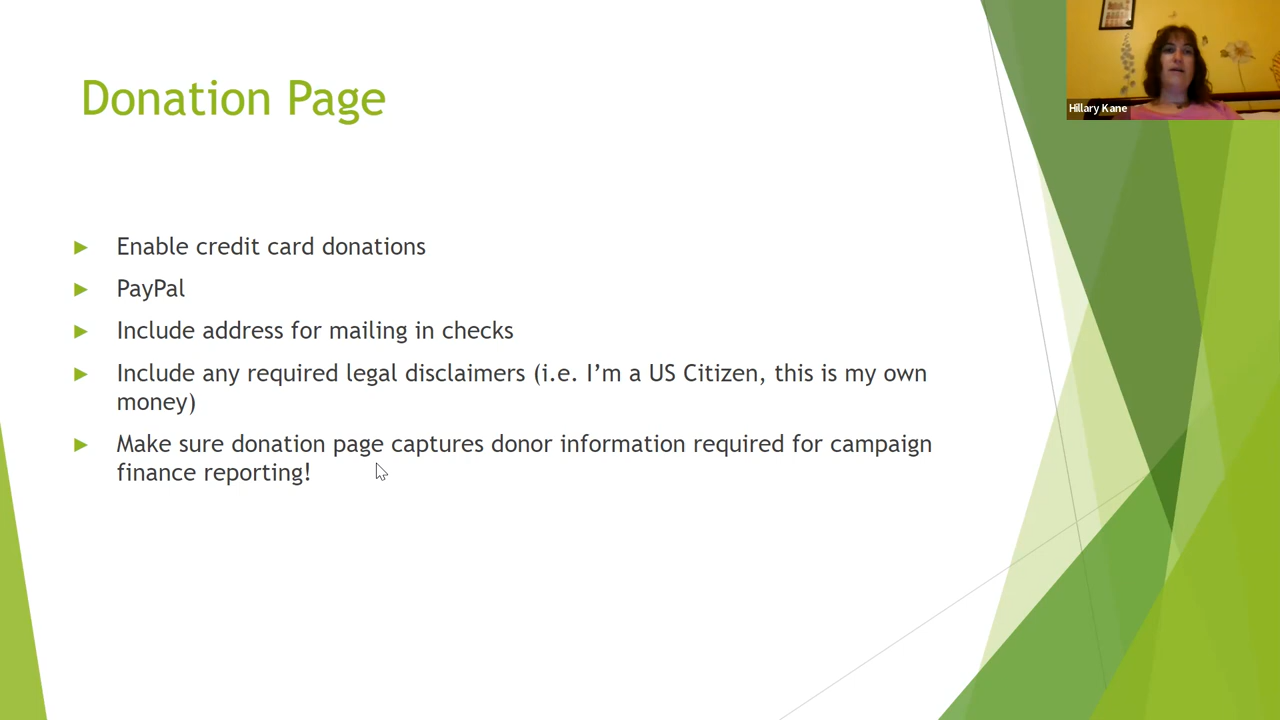 Donation Page
Hillary Kane
Enable credit card donations
PayPal
Include address for mailing in checks
Include any required legal disclaimers (i.e. I’m a US Citizen, this is my own
money)
Make sure donation page captures donor information required for campaign
finance reporting!